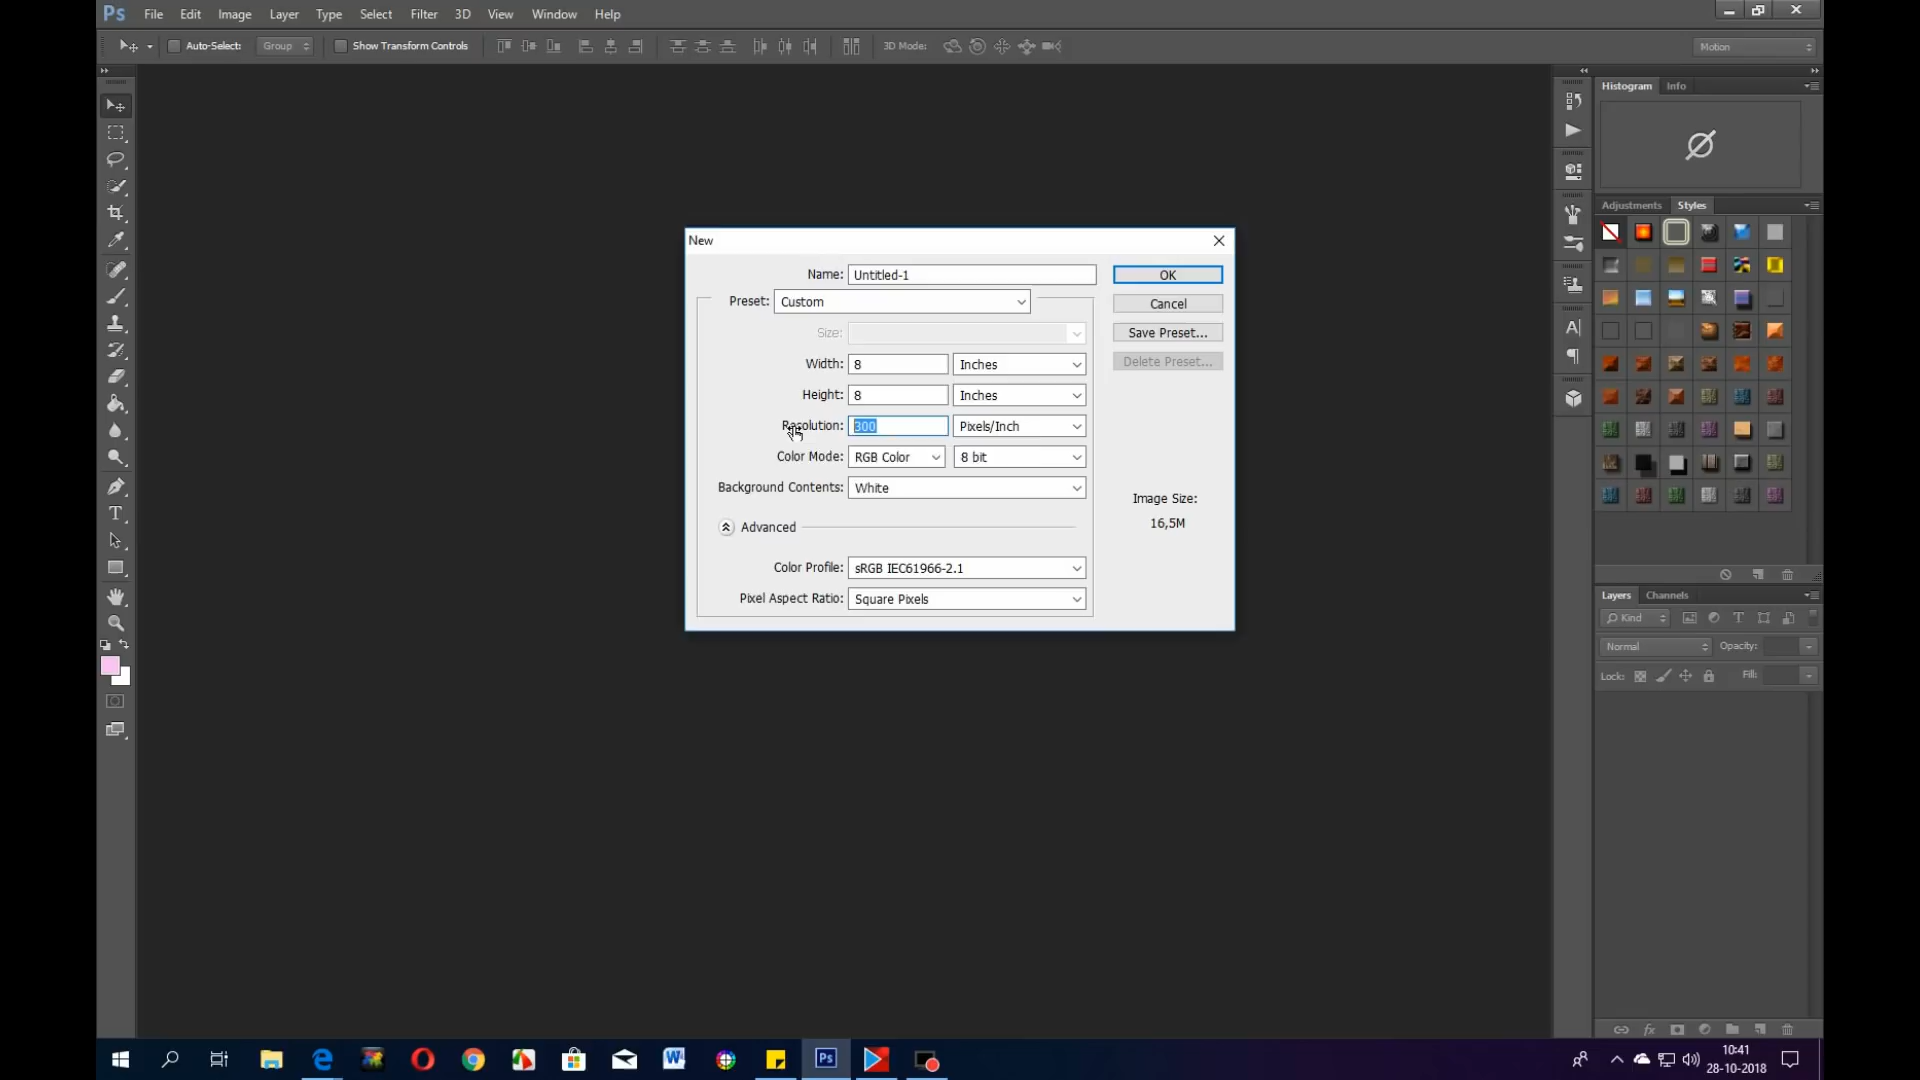 Ps File Edit Image Layer Type Select Filter 3D View Window Help
Auto-Select: Group Show Transform Controls 3D Mode: Motion
Histogram Info
Adjustments Styles
New
Name: Untitled-1 OK
Preset: Custom Cancel
Size: Save Preset...
Width: 8 Inches Delete Preset...
Height: 8 Inches
Resolution: 300 Pixels/Inch
Color Mode: RGB Color 8 bit
Background Contents: White
Image Size:
16,5M
Advanced
Color Profile: sRGB IEC61966-2.1
Pixel Aspect Ratio: Square Pixels
Layers Channels
Kind
Normal Opacity:
Lock: Fill:
fx
Ps
10:41
28-10-2018